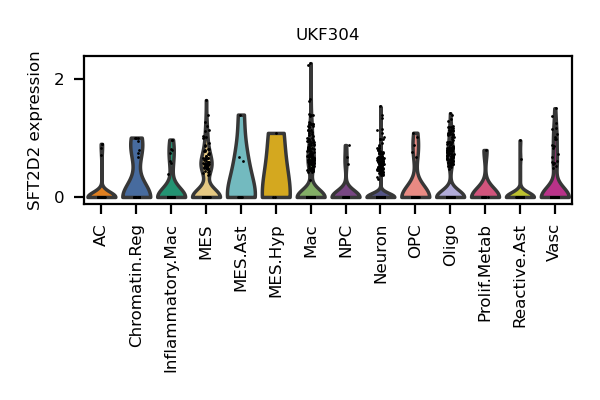 UKF304
SFT2D2 expression
2
0
AC
Chromatin.Reg
Inflammatory.Mac
MES
MES.Ast
MES.Hyp
Mac
NPC
Neuron
OPC
Oligo
Prolif.Metab
Reactive.Ast
Vasc